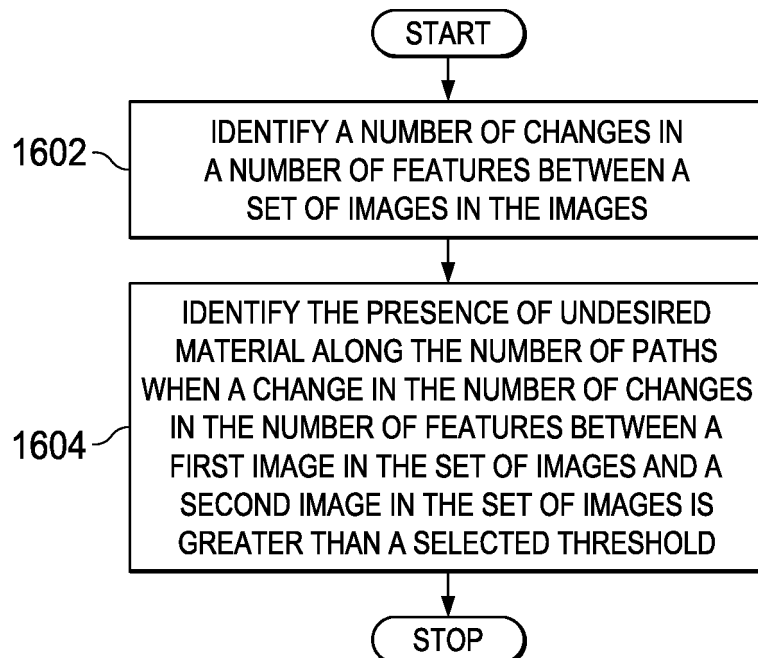 START
1602
IDENTIFY A NUMBER OF CHANGES IN
A NUMBER OF FEATURES BETWEEN A
SET OF IMAGES IN THE IMAGES
1604
IDENTIFY THE PRESENCE OF UNDESIRED
MATERIAL ALONG THE NUMBER OF PATHS
WHEN A CHANGE IN THE NUMBER OF CHANGES
IN THE NUMBER OF FEATURES BETWEEN A
FIRST IMAGE IN THE SET OF IMAGES AND A
SECOND IMAGE IN THE SET OF IMAGES IS
GREATER THAN A SELECTED THRESHOLD
STOP